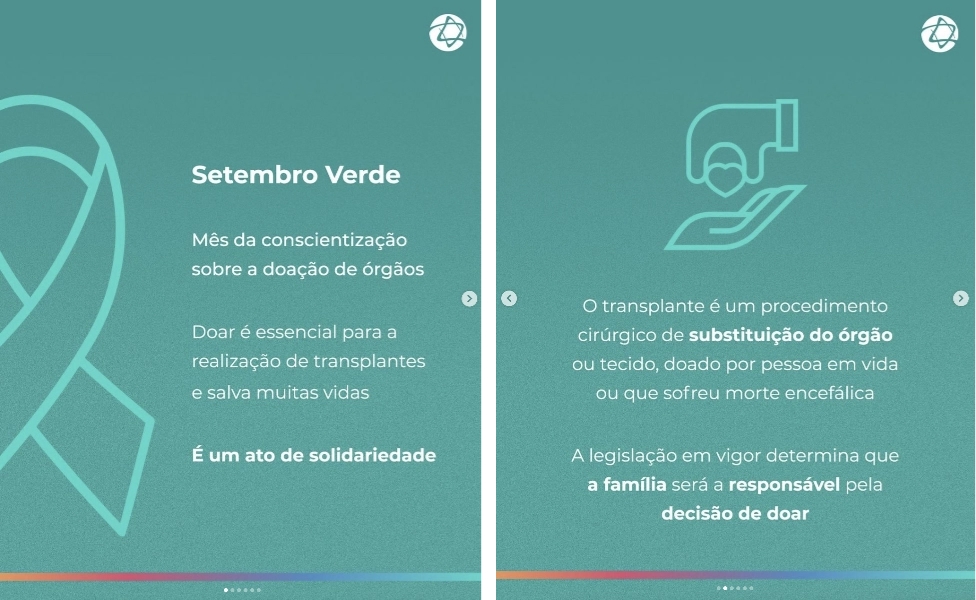 Setembro Verde
Mês da conscientização
sobre a doação de órgãos
Doar é essencial para a
realização de transplantes
e salva muitas vidas
É um ato de solidariedade
O transplante é um procedimento
cirúrgico de substituição do órgão
ou tecido, doado por pessoa em vida
ou que sofreu morte encefálica
A legislação em vigor determina que
a família será a responsável pela
decisão de doar